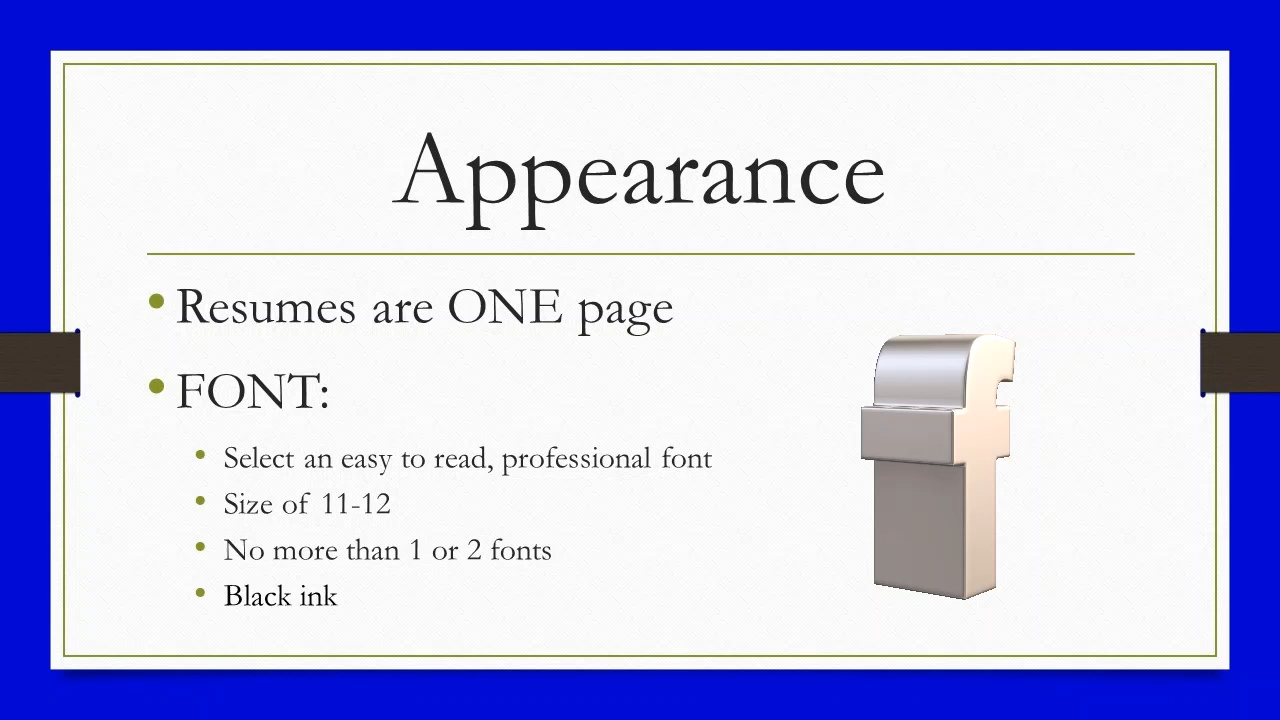 Appearance
• Resumes are ONE page
• FONT:
• Select an easy to read, professional font
• Size of 11-12
• No more than 1 or 2 fonts
• Black ink
f